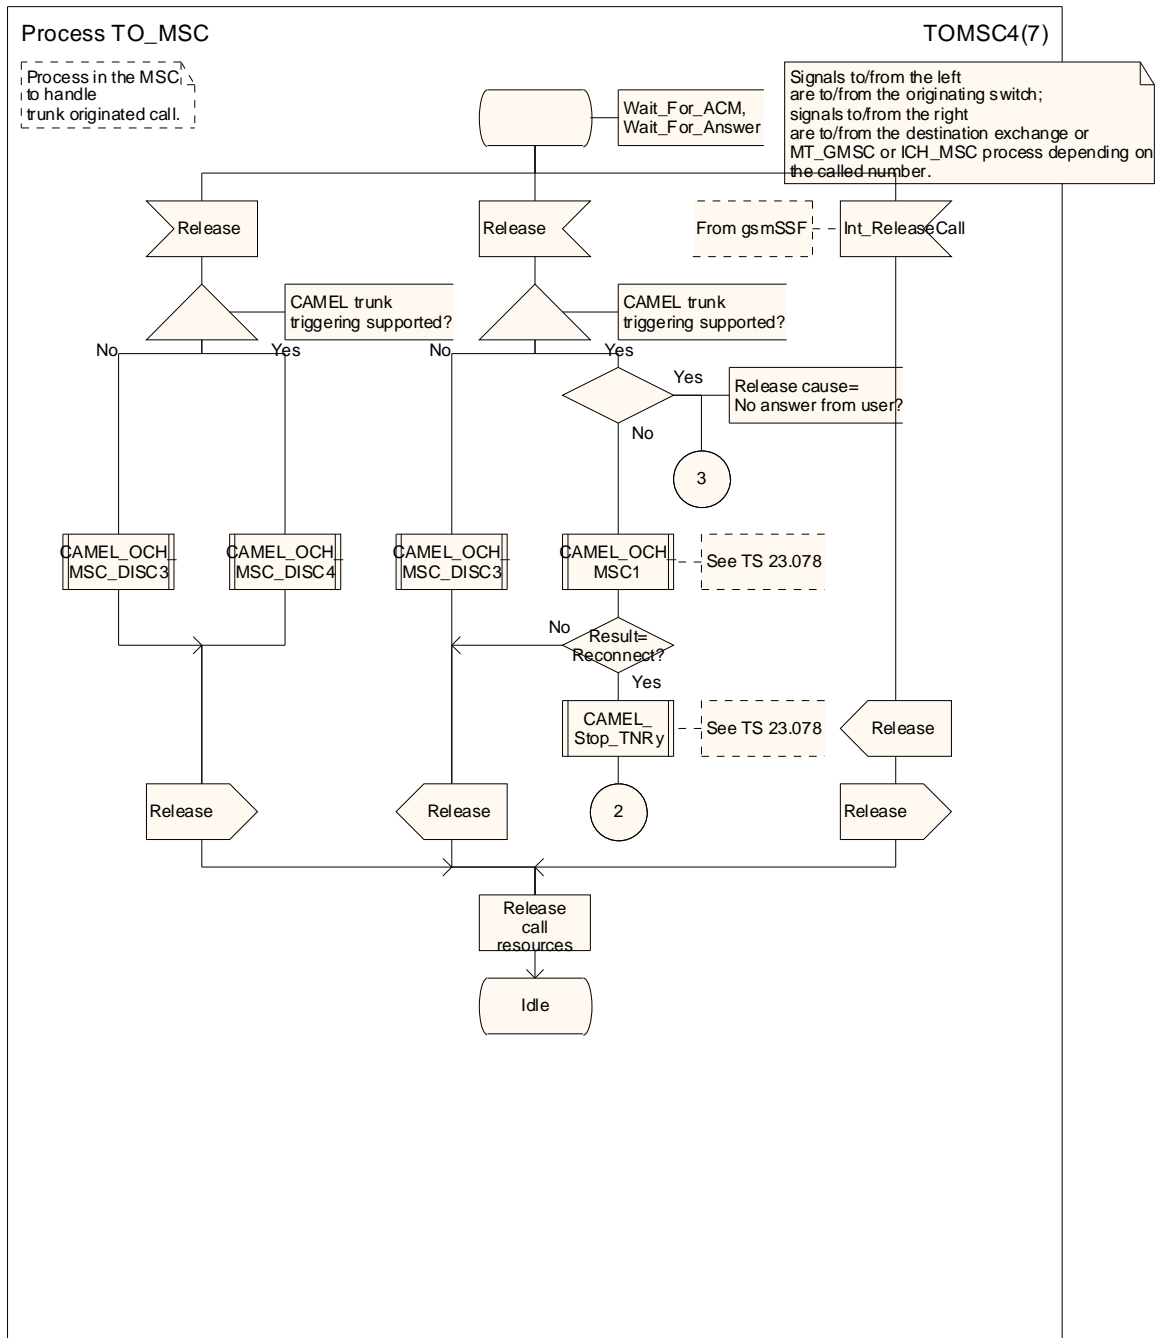 Process TO_MSC
TOMSC4(7)
Process in the MSC
to handle
trunk originated call.
Signals to/from the left
are to/from the originating switch;
signals to/from the right
are to/from the destination exchange or
MT_GMSC or ICH_MSC process depending on
the called number.
Wait_For_ACM,
Wait_For_Answer
Release
Release
From gsmSSF
Int_ReleaseCall
CAMEL trunk
triggering supported?
CAMEL trunk
triggering supported?
No
Yes
No
Yes
Yes
Release cause=
No answer from user?
No
3
CAMEL_OCH_
MSC_DISC3
CAMEL_OCH_
MSC_DISC4
CAMEL_OCH_
MSC_DISC3
CAMEL_OCH_
MSC1
See TS 23.078
No
Result=
Reconnect?
Yes
CAMEL_
Stop_TNRy
See TS 23.078
Release
Release
Release
2
Release
Release
call
resources
Idle